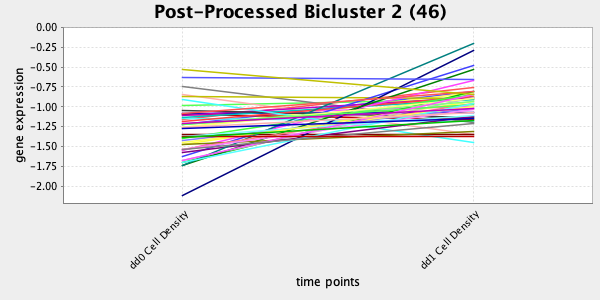 Post-Processed Bicluster 2 (46)
gene expression
0.00
-0.25
-0.50
-0.75
-1.00
-1.25
-1.50
-1.75
-2.00
dd0 Cell Density
dd1 Cell Density
time points